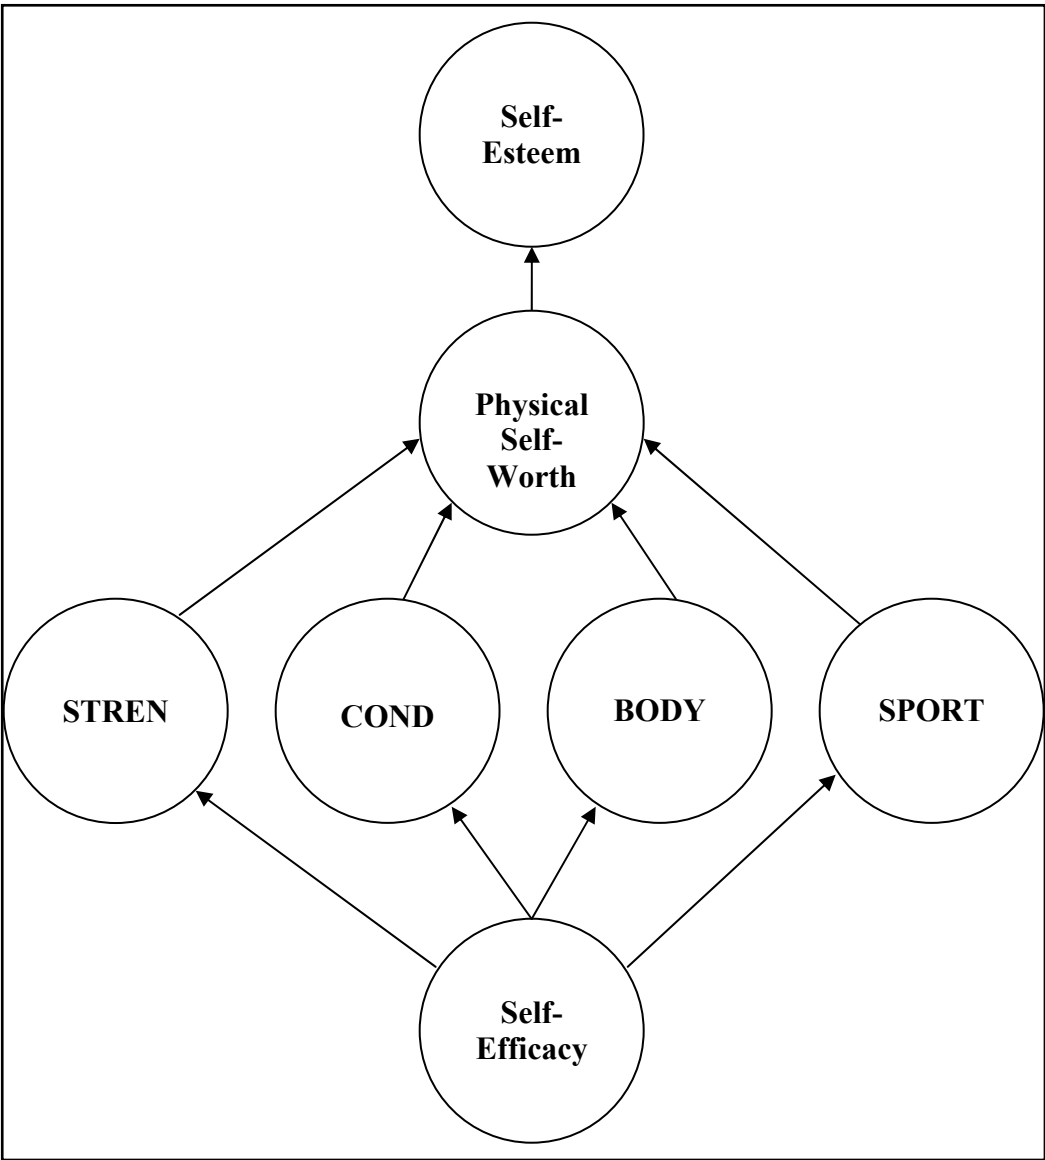 Self-
Esteem
Physical
Self-
Worth
STREN
COND
BODY
SPORT
Self-
Efficacy